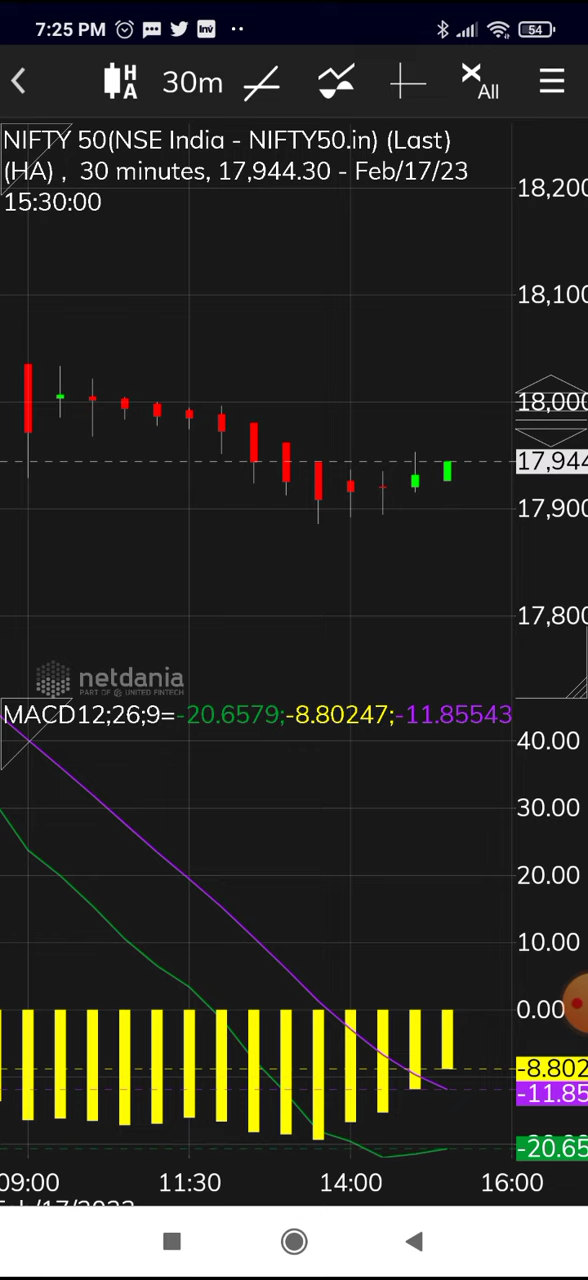 7:25 PM 54
H
A 30m All
NIFTY 50(NSE India - NIFTY50.in) (Last)
(HA) , 30 minutes, 17,944.30 - Feb/17/23
15:30:00
18,200
18,100
18,000
17,944
17,900
17,800
netdania
PART OF UNITED FINTECH
MACD12;26;9=-20.6579;-8.80247;-11.85543
40.00
30.00
20.00
10.00
0.00
-8.802
-11.85
-20.65
09:00 11:30 14:00 16:00